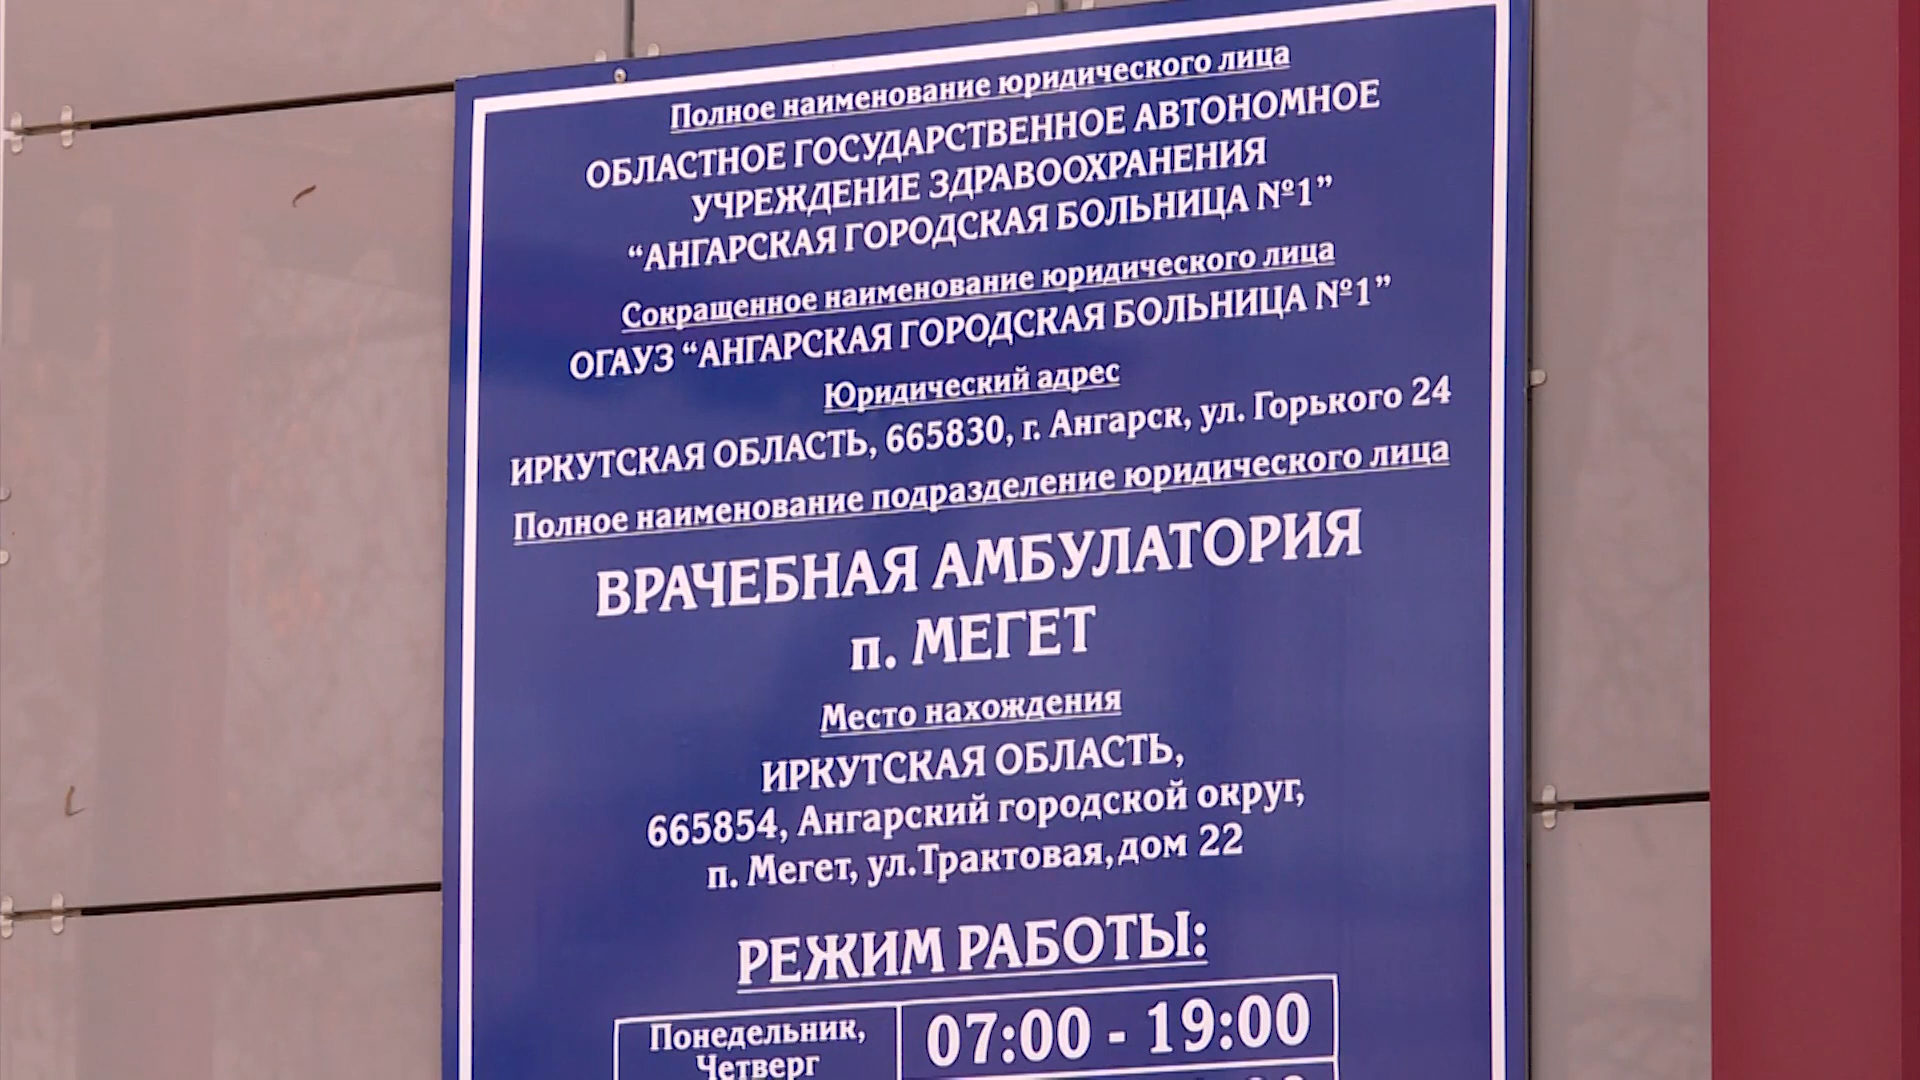 Полное наименование юридического лица
ОБЛАСТНОЕ ГОСУДАРСТВЕННОЕ АВТОНОМНОЕ
УЧРЕЖДЕНИЕ ЗДРАВООХРАНЕНИЯ
“АНГАРСКАЯ ГОРОДСКАЯ БОЛЬНИЦА №1”
Сокращенное наименование юридического лица
ОГАУЗ “АНГАРСКАЯ ГОРОДСКАЯ БОЛЬНИЦА №1”
Юридический адрес
ИРКУТСКАЯ ОБЛАСТЬ, 665830, г. Ангарск, ул. Горького 24
Полное наименование подразделение юридического лица
ВРАЧЕБНАЯ АМБУЛАТОРИЯ
п. МЕГЕТ
Место нахождения
ИРКУТСКАЯ ОБЛАСТЬ,
665854, Ангарский городской округ,
п. Мегет, ул.Трактовая,дом 22
РЕЖИМ РАБОТЫ:
Понедельник, 07:00 - 19:00
Четверг